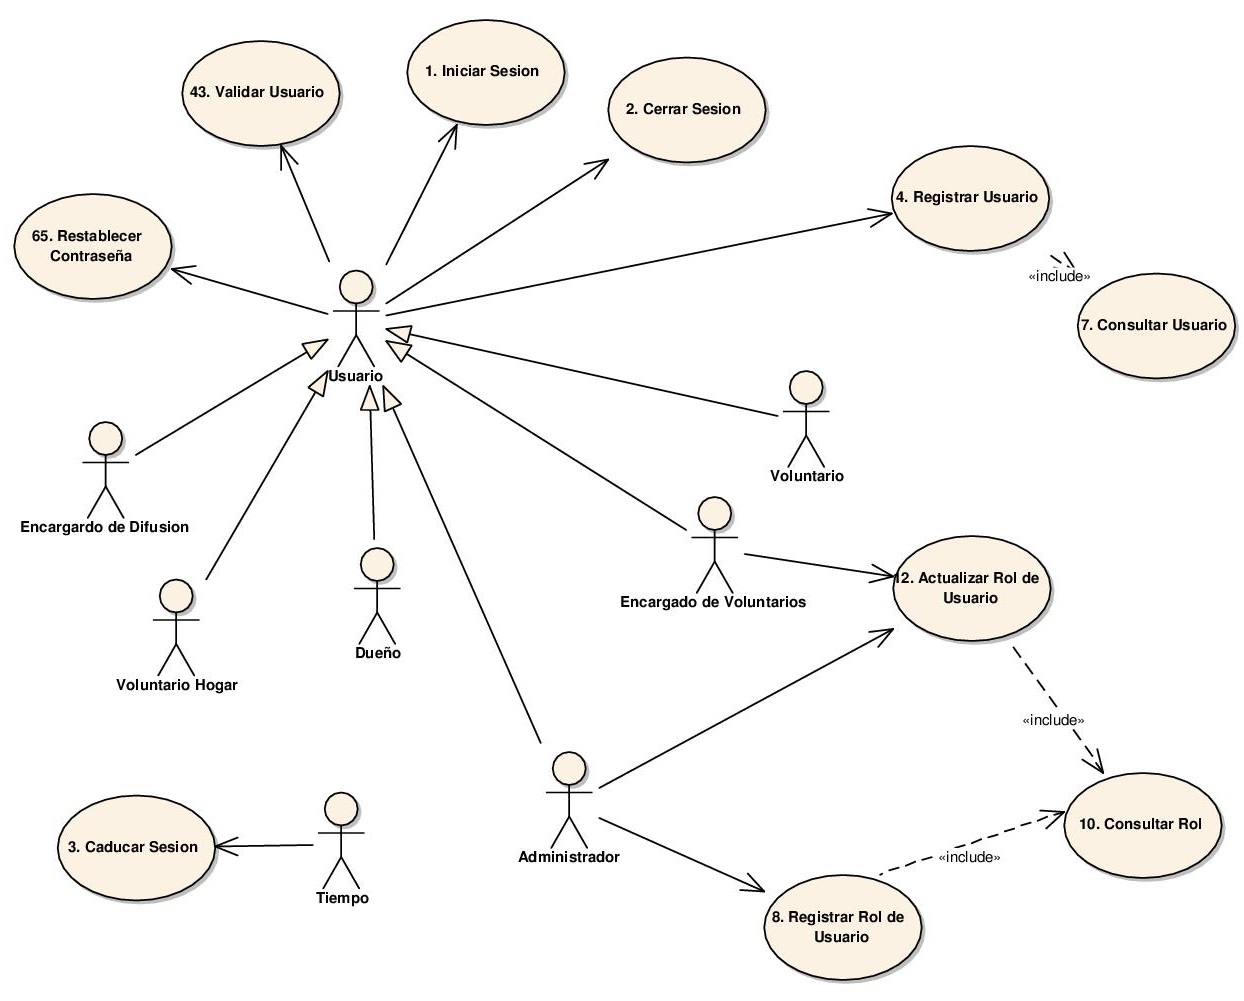 1. Iniciar Sesion
43. Validar Usuario
2. Cerrar Sesion
4. Registrar Usuario
65. Restablecer
Contraseña
«include»
7. Consultar Usuario
Usuario
Voluntario
Encargardo de Difusion
Encargado de Voluntarios
12. Actualizar Rol de
Usuario
Dueño
Voluntario Hogar
«include»
10. Consultar Rol
3. Caducar Sesion
Tiempo
Administrador
«include»
8. Registrar Rol de
Usuario